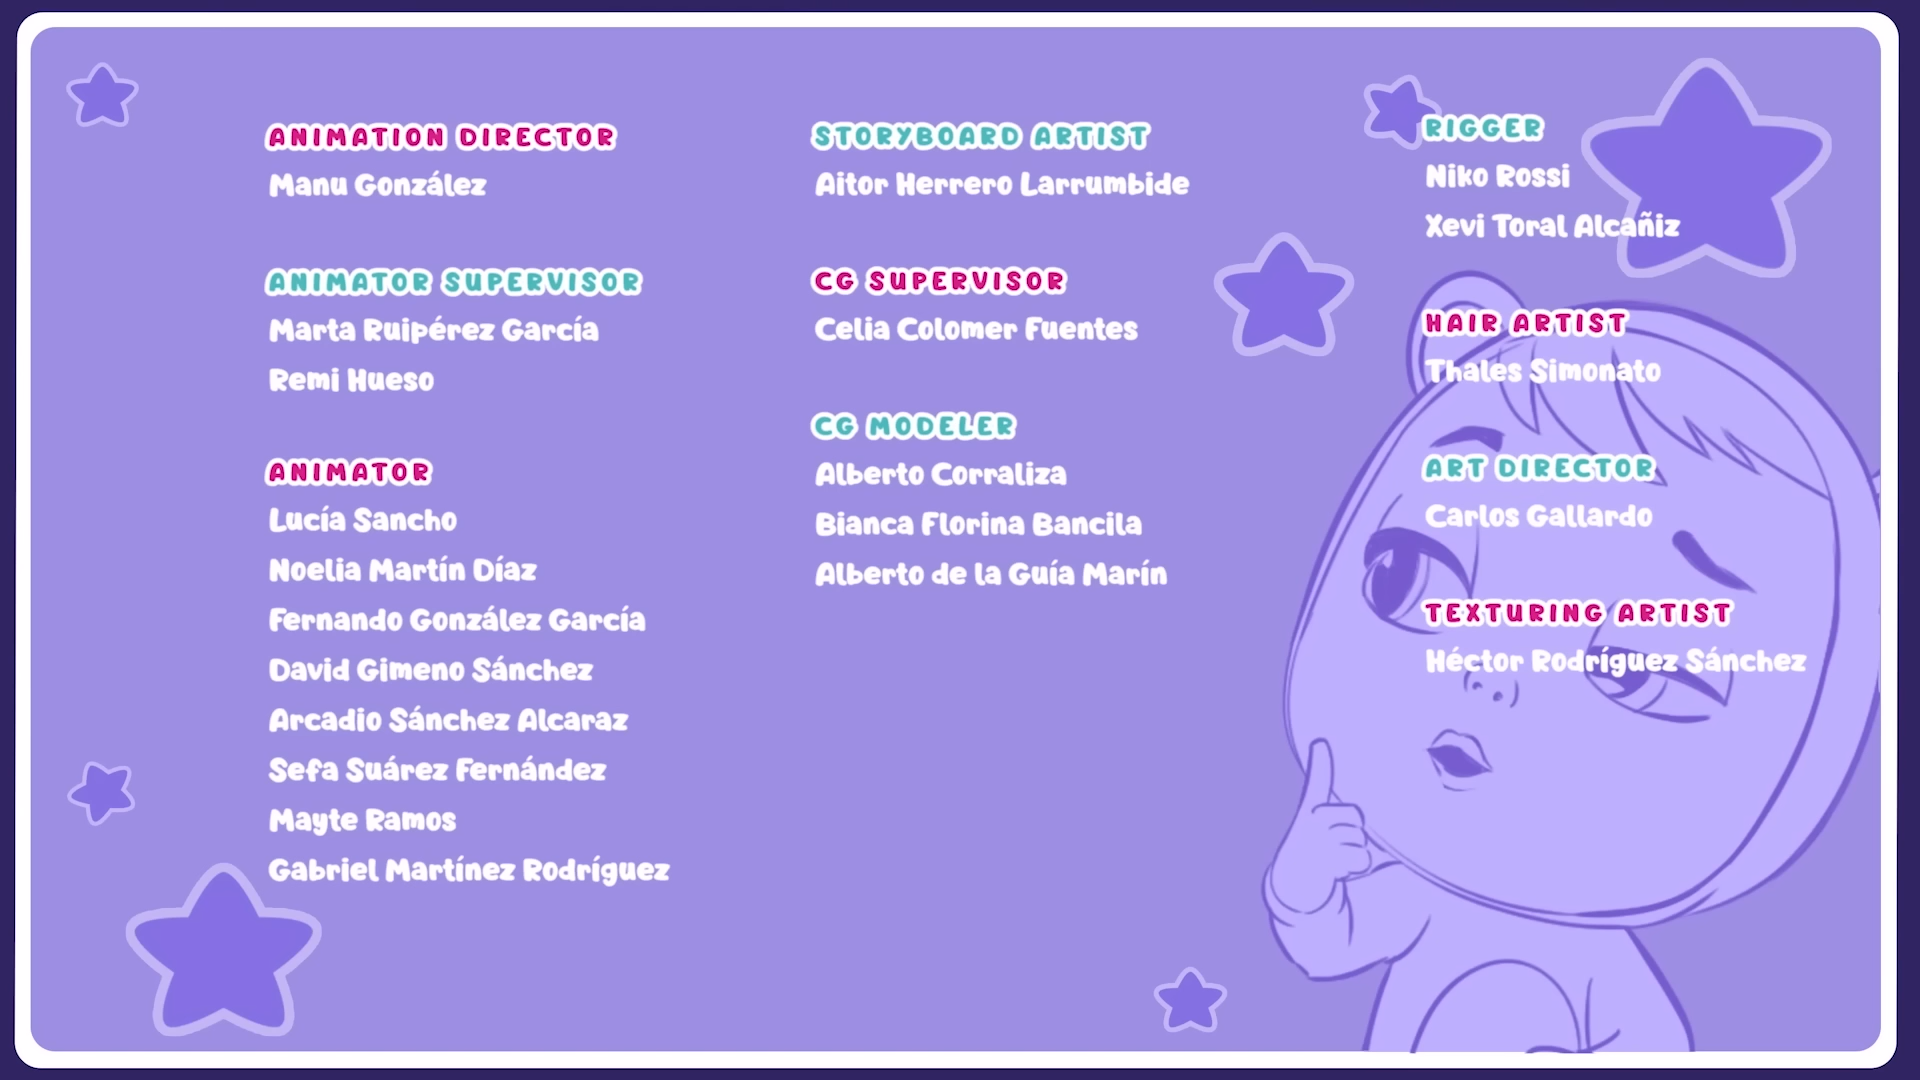 ANIMATION DIRECTOR
Manu González
ANIMATOR SUPERVISOR
Marta Ruipérez García
Remi Hueso
ANIMATOR
Lucía Sancho
Noelia Martín Díaz
Fernando González García
David Gimeno Sánchez
Arcadio Sánchez Alcaraz
Sefa Suárez Fernández
Mayte Ramos
Gabriel Martínez Rodríguez
STORYBOARD ARTIST
Aitor Herrero Larrumbide
CG SUPERVISOR
Celia Colomer Fuentes
CG MODELER
Alberto Corraliza
Bianca Florina Bancila
Alberto de la Guía Marín
RIGGER
Niko Rossi
Xevi Toral Alcañiz
HAIR ARTIST
Thales Simonato
ART DIRECTOR
Carlos Gallardo
TEXTURING ARTIST
Héctor Rodríguez Sánchez